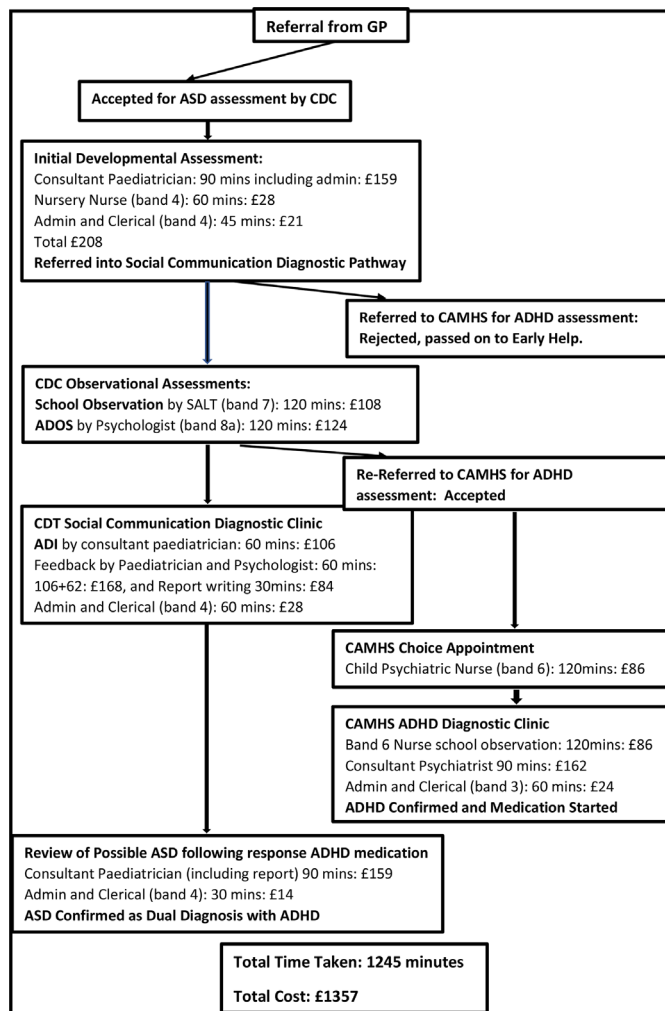 Referral from GP
Accepted for ASD assessment by CDC
Initial Developmental Assessment:
Consultant Paediatrician: 90 mins including admin: £159
Nursery Nurse (band 4): 60 mins: £28
Admin and Clerical (band 4): 45 mins: £21
Total £208
Referred into Social Communication Diagnostic Pathway
Referred to CAMHS for ADHD assessment:
Rejected, passed on to Early Help.
CDC Observational Assessments:
School Observation by SALT (band 7): 120 mins: £108
ADOS by Psychologist (band 8a): 120 mins: £124
Re-Referred to CAMHS for ADHD
assessment: Accepted
CDT Social Communication Diagnostic Clinic
ADI by consultant paediatrician: 60 mins: £106
Feedback by Paediatrician and Psychologist: 60 mins:
106+62: £168, and Report writing 30mins: £84
Admin and Clerical (band 4): 60 mins: £28
CAMHS Choice Appointment
Child Psychiatric Nurse (band 6): 120mins: £86
CAMHS ADHD Diagnostic Clinic
Band 6 Nurse school observation: 120mins: £86
Consultant Psychiatrist 90 mins: £162
Admin and Clerical (band 3): 60 mins: £24
ADHD Confirmed and Medication Started
Review of Possible ASD following response ADHD medication
Consultant Paediatrician (including report) 90 mins: £159
Admin and Clerical (band 4): 30 mins: £14
ASD Confirmed as Dual Diagnosis with ADHD
Total Time Taken: 1245 minutes
Total Cost: £1357